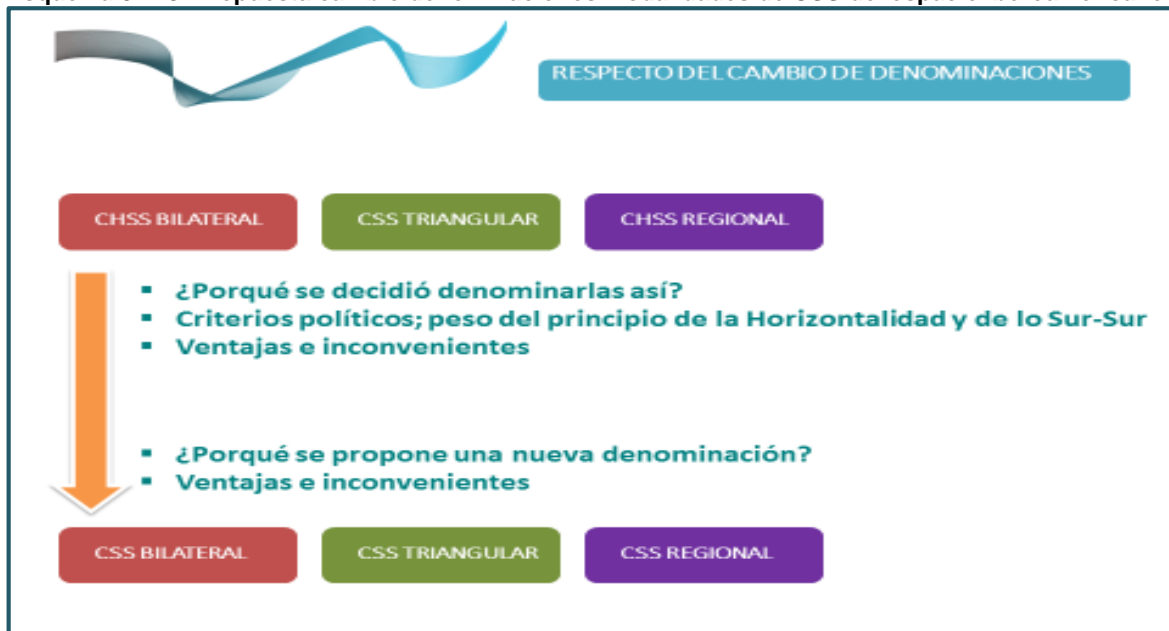 RESPECTO DEL CAMBIO DE DENOMINACIONES
CHSS BILATERAL
CSS TRIANGULAR
CHSS REGIONAL
▪ ¿Porqué se decidió denominarlas así?
▪ Criterios políticos; peso del principio de la Horizontalidad y de lo Sur-Sur
▪ Ventajas e inconvenientes
▪ ¿Porqué se propone una nueva denominación?
▪ Ventajas e inconvenientes
CSS BILATERAL
CSS TRIANGULAR
CSS REGIONAL